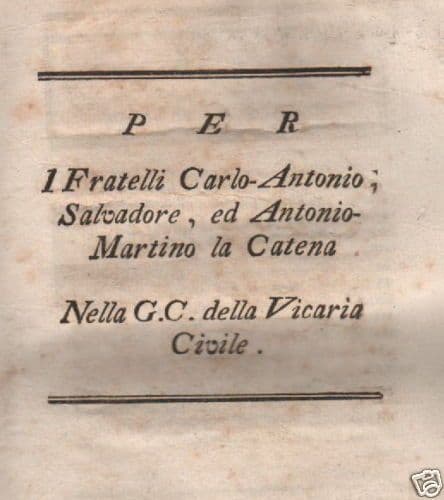 P E R
I Fratelli Carlo-Antonio;
Salvadore, ed Antonio-
Martino la Catena
Nella G.C. della Vicaria
Civile.